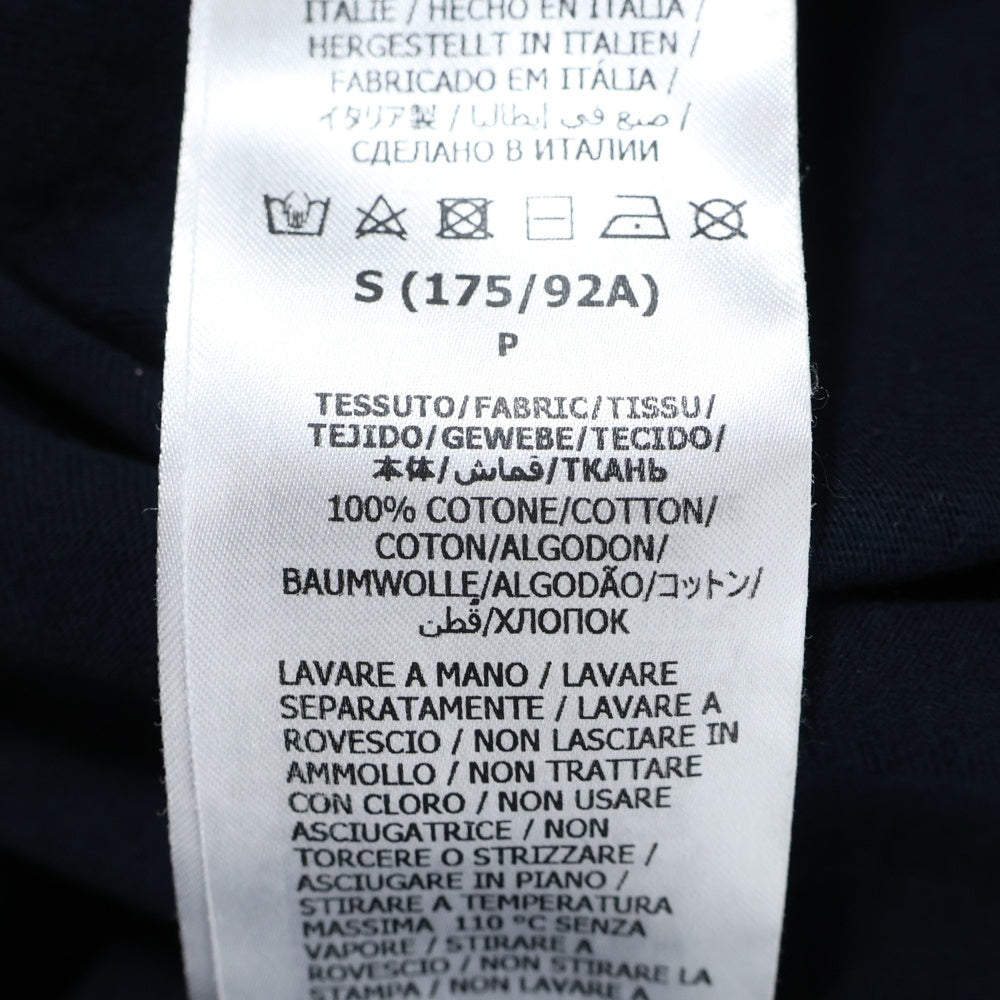 ITALIE / HECHO EN ITALIA /
HERGESTELLT IN ITALIEN /
FABRICADO EM ITÁLIA /
イタリア製 / صنع في إيطاليا /
СДЕЛАНО В ИТАЛИИ
S (175/92A)
P
TESSUTO/FABRIC/TISSU/
TEJIDO/GEWEBE/TECIDO/
本体/قماش/ТКАНЬ
100% COTONE/COTTON/
COTON/ALGODON/
BAUMWOLLE/ALGODÃO/コットン/
قُطن/ХЛОПОК
LAVARE A MANO / LAVARE
SEPARATAMENTE / LAVARE A
ROVESCIO / NON LASCIARE IN
AMMOLLO / NON TRATTARE
CON CLORO / NON USARE
ASCIUGATRICE / NON
TORCERE O STRIZZARE /
ASCIUGARE IN PIANO /
STIRARE A TEMPERATURA
MASSIMA 110 °C SENZA
VAPORE / STIRARE A
ROVESCIO / NON STIRARE LA
STAMPA / NON LAVARE A